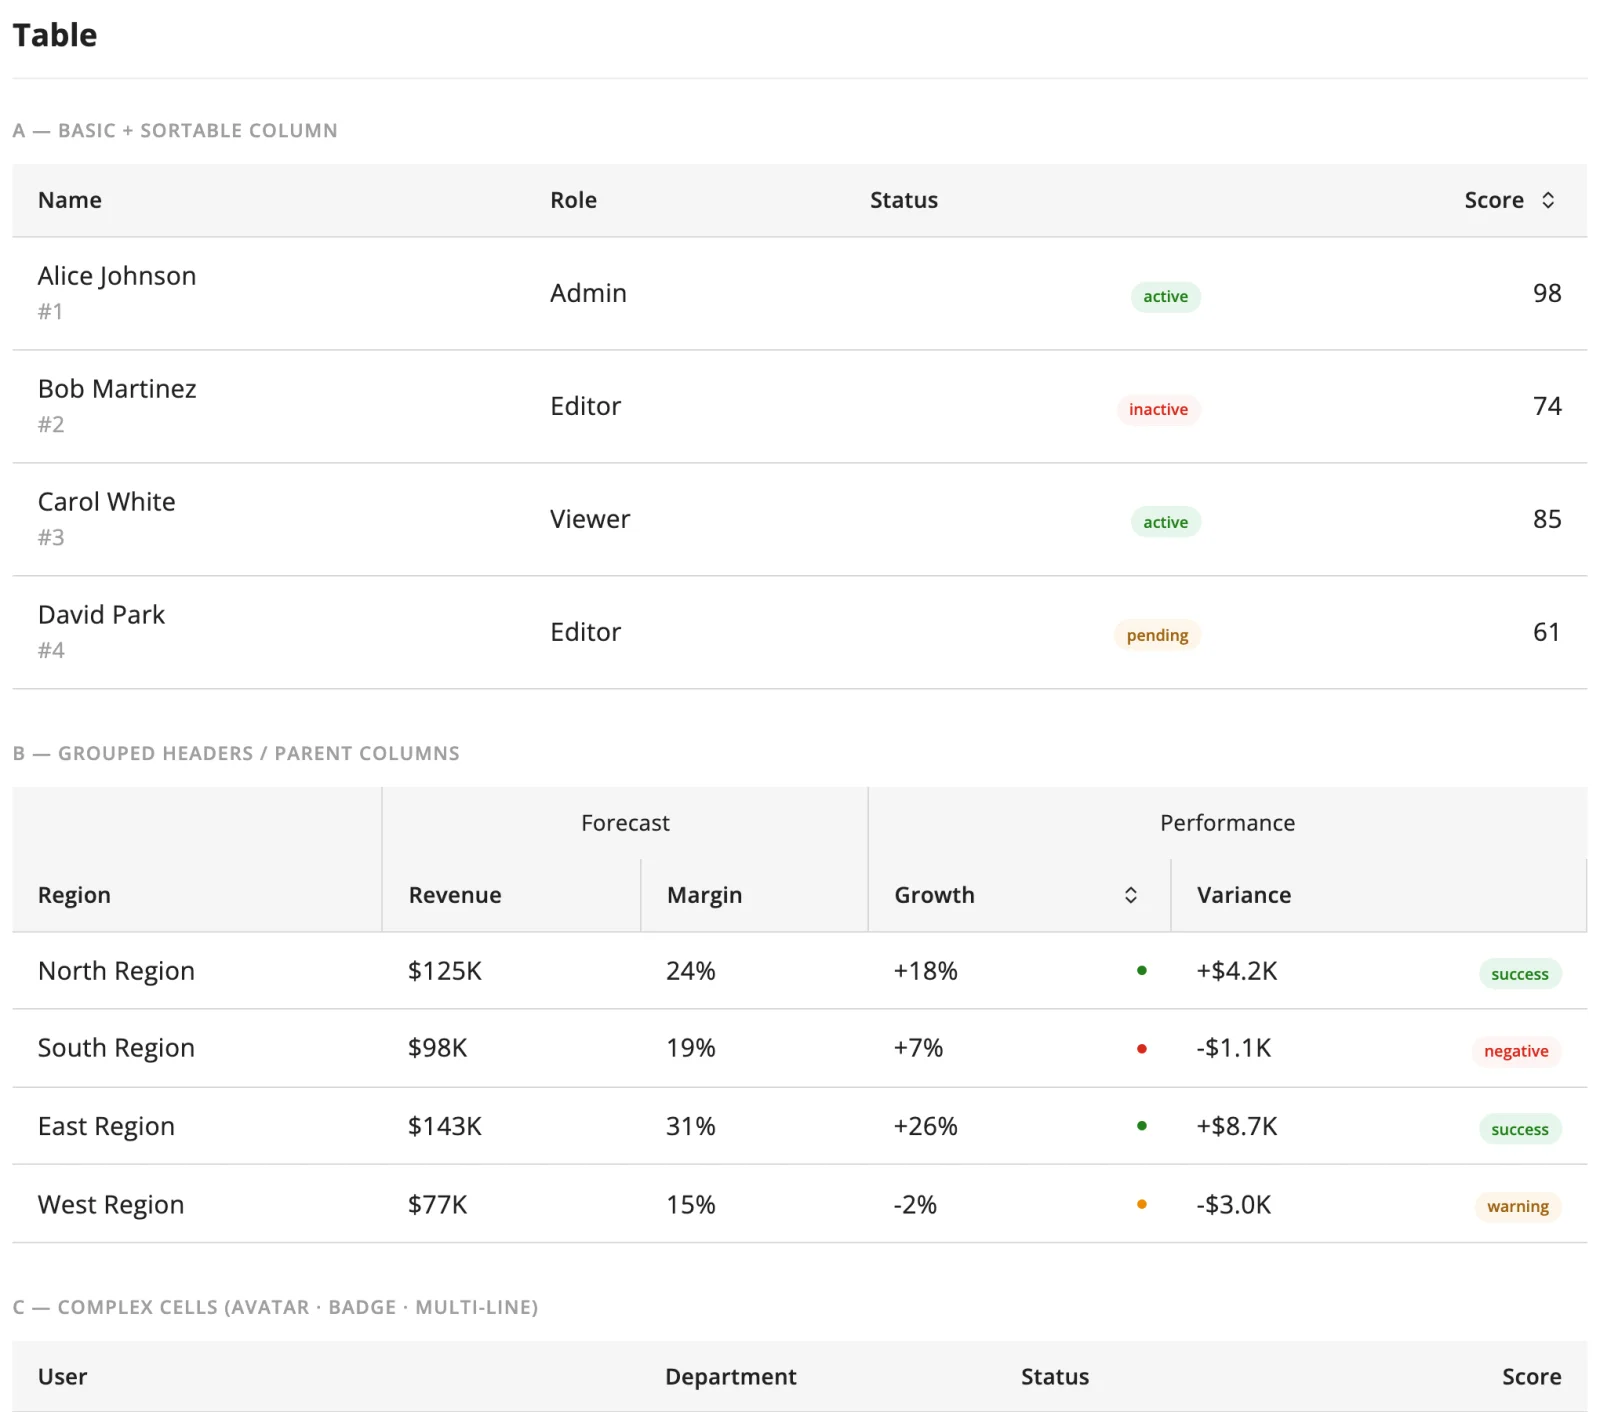 Table
A — BASIC + SORTABLE COLUMN
Name Role Status Score
Alice Johnson
#1
Admin active 98
Bob Martinez
#2
Editor inactive 74
Carol White
#3
Viewer active 85
David Park
#4
Editor pending 61
B — GROUPED HEADERS / PARENT COLUMNS
Forecast Performance
Region Revenue Margin Growth Variance
North Region $125K 24% +18% +$4.2K success
South Region $98K 19% +7% -$1.1K negative
East Region $143K 31% +26% +$8.7K success
West Region $77K 15% -2% -$3.0K warning
C — COMPLEX CELLS (AVATAR · BADGE · MULTI-LINE)
User Department Status Score